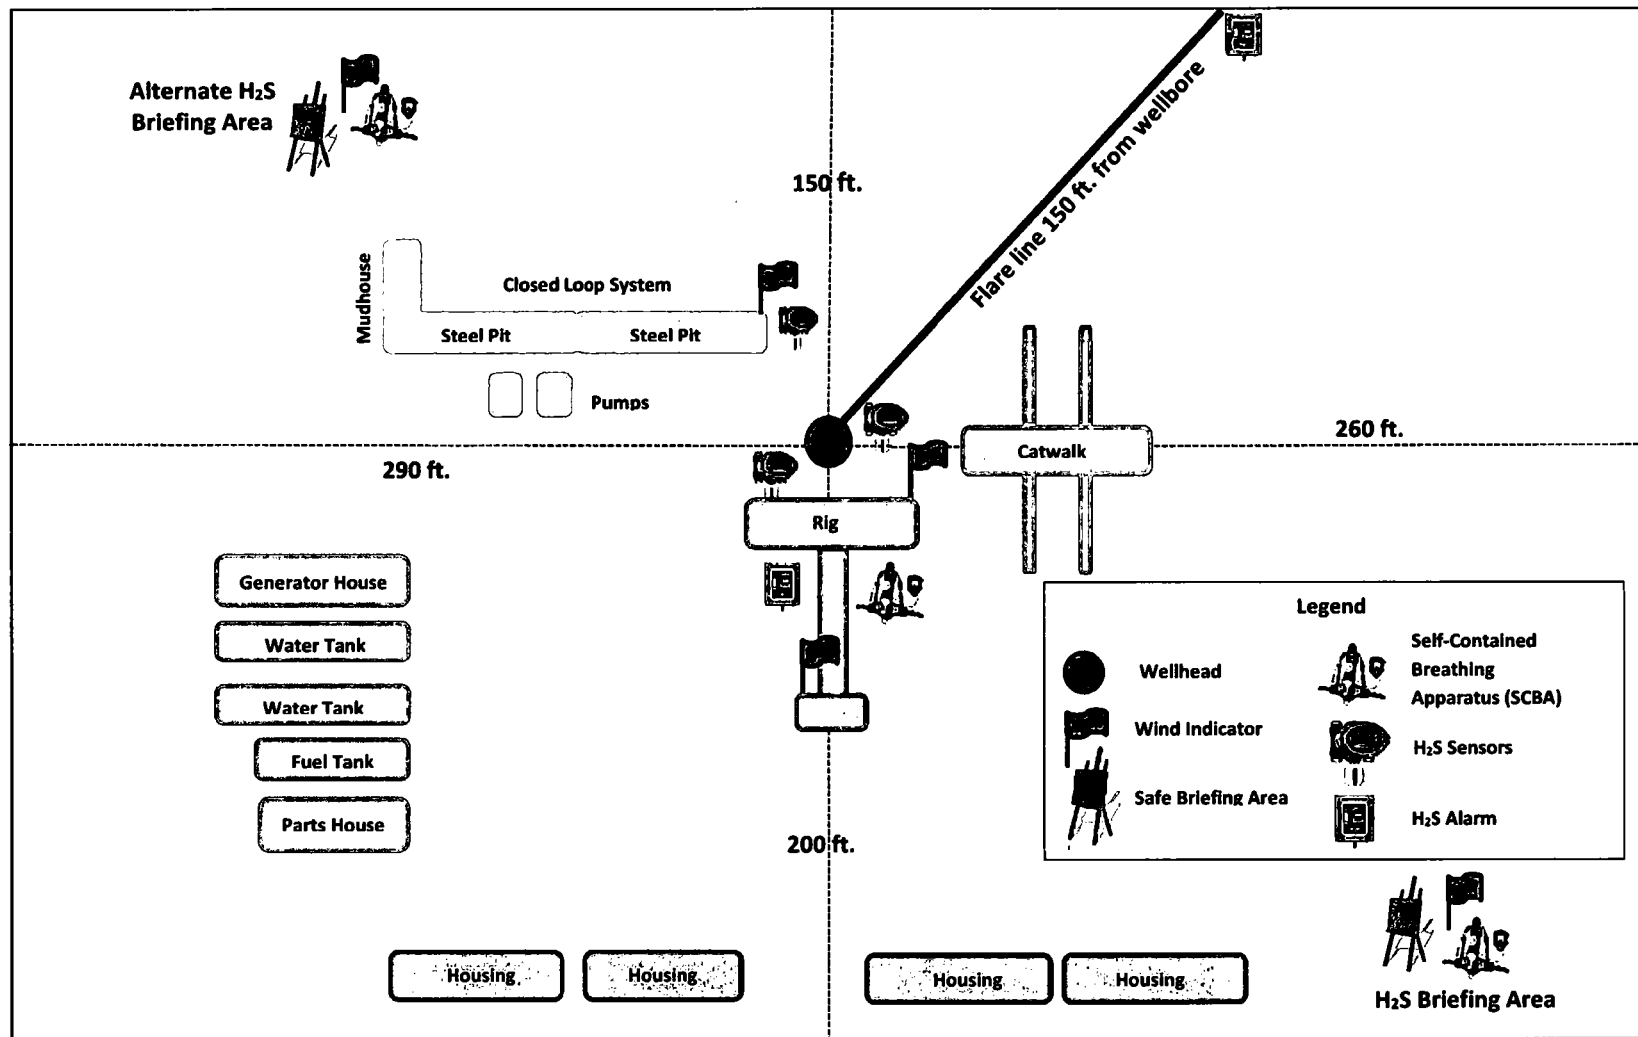 Alternate H₂S
Briefing Area
150 ft.
Flare line 150 ft. from wellbore
Mudhouse
Closed Loop System
Steel Pit
Steel Pit
Pumps
290 ft.
260 ft.
Catwalk
Rig
Generator House
Water Tank
Water Tank
Fuel Tank
Parts House
200 ft.
Legend
Wellhead
Wind Indicator
Safe Briefing Area
Self-Contained
Breathing
Apparatus (SCBA)
H₂S Sensors
H₂S Alarm
Housing
Housing
Housing
Housing
H₂S Briefing Area